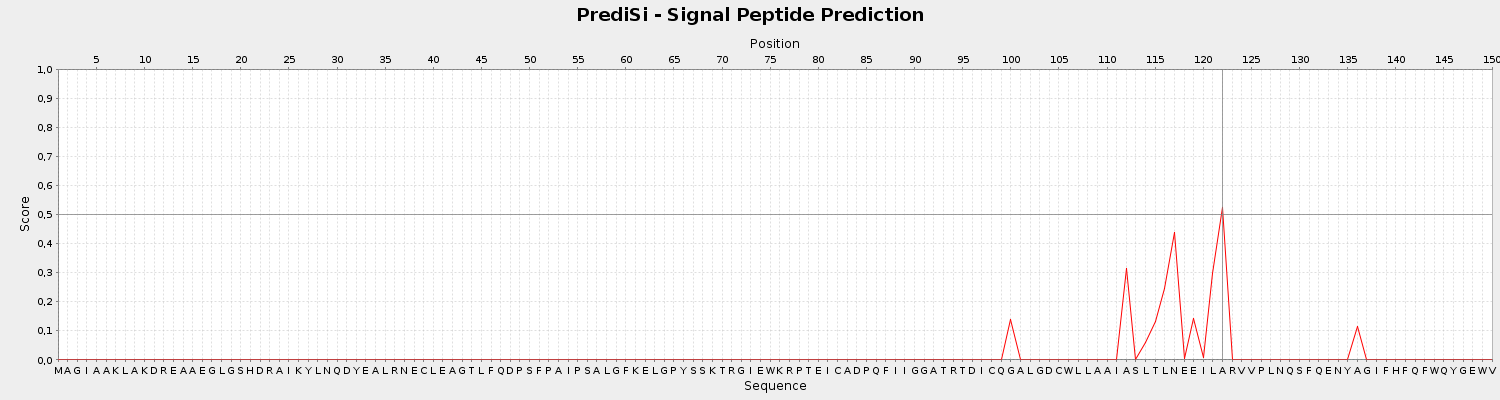 PrediSi - Signal Peptide Prediction
Position
5 10 15 20 25 30 35 40 45 50 55 60 65 70 75 80 85 90 95 100 105 110 115 120 125 130 135 140 145 150
1,0
0,9
0,8
0,7
0,6
0,5
0,4
0,3
0,2
0,1
0,0
Score
M A G I A A K L A K D R E A A E G L G S H D R A I K Y L N Q D Y E A L R N E C L E A G T L F Q D P S F P A I P S A L G F K E L G P Y S S K T R G I E W K R P T E I C A D P Q F I I G G A T R T D I C Q G A L G D C W L L A A I A S L T L N E E I L A R V V P L N Q S F Q E N Y A G I F H F Q F W Q Y G E W V
Sequence